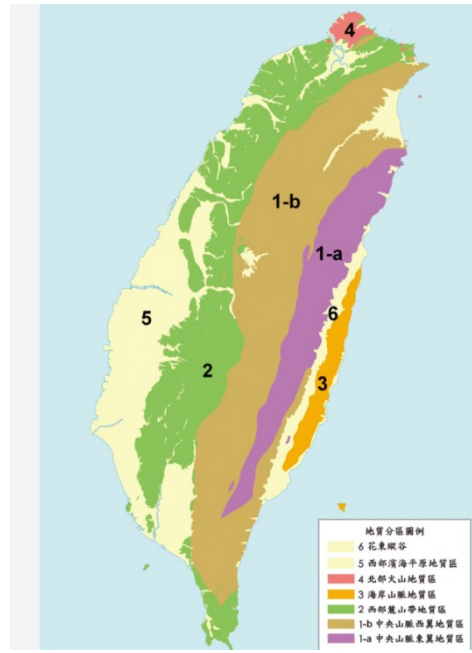 4
1-b
1-a
5
6
2
3
地質分區圖例
6 花東縱谷
5 西部濱海平原地質區
4 北部火山地質區
3 海岸山脈地質區
2 西部麓山帶地質區
1-b 中央山脈西翼地質區
1-a 中央山脈東翼地質區